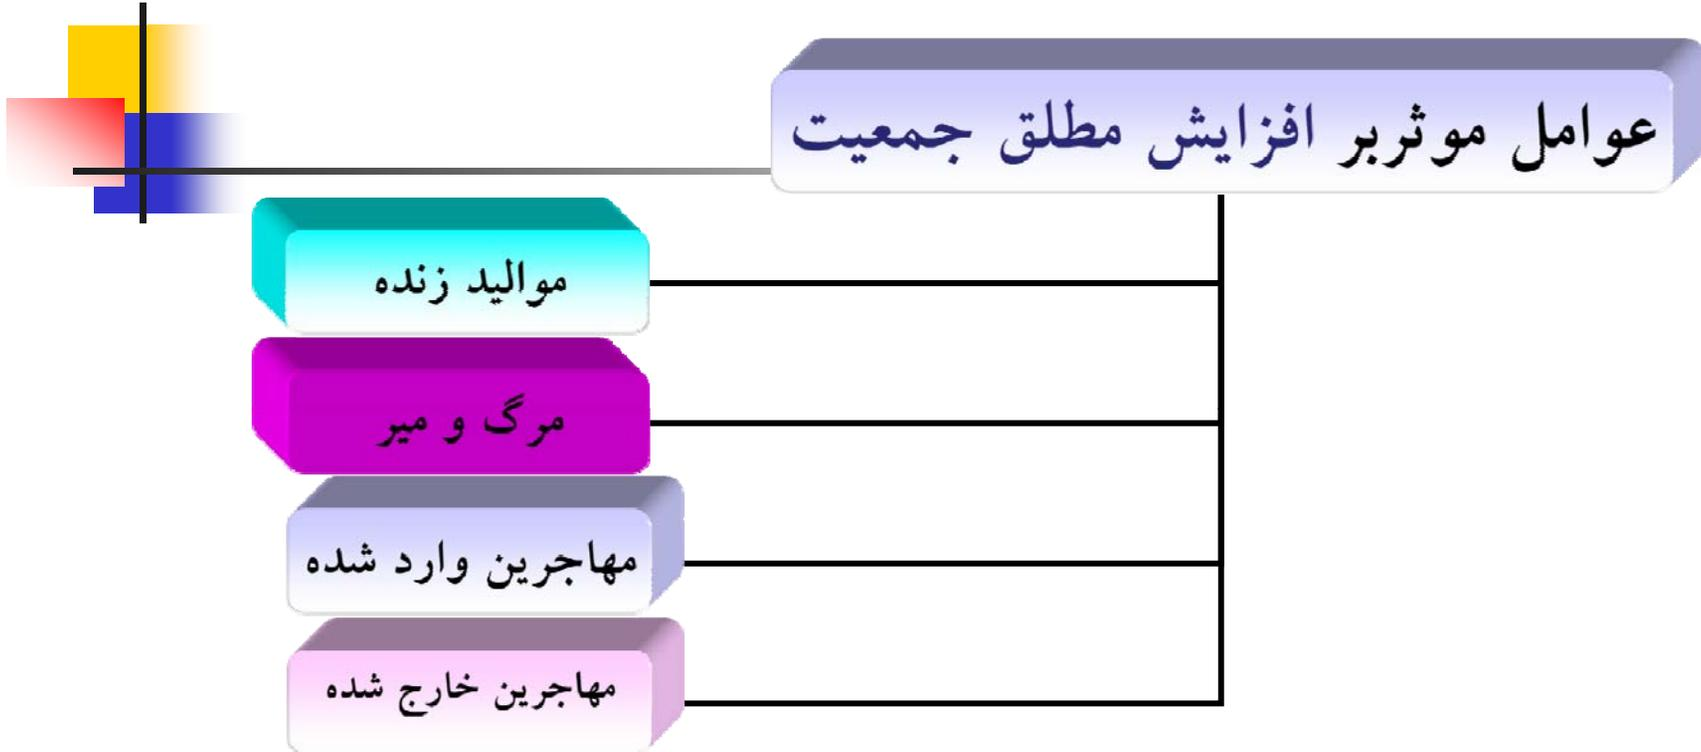 عوامل موثربر افزایش مطلق جمعیت
موالید زنده
مرگ و میر
مهاجرین وارد شده
مهاجرین خارج شده